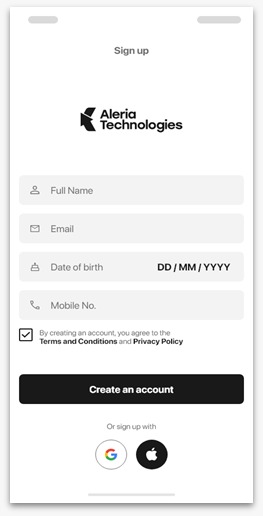 Sign up
Aleria
Technologies
Full Name
Email
Date of birth DD / MM / YYYY
Mobile No.
By creating an account, you agree to the
Terms and Conditions and Privacy Policy
Create an account
Or sign up with
G